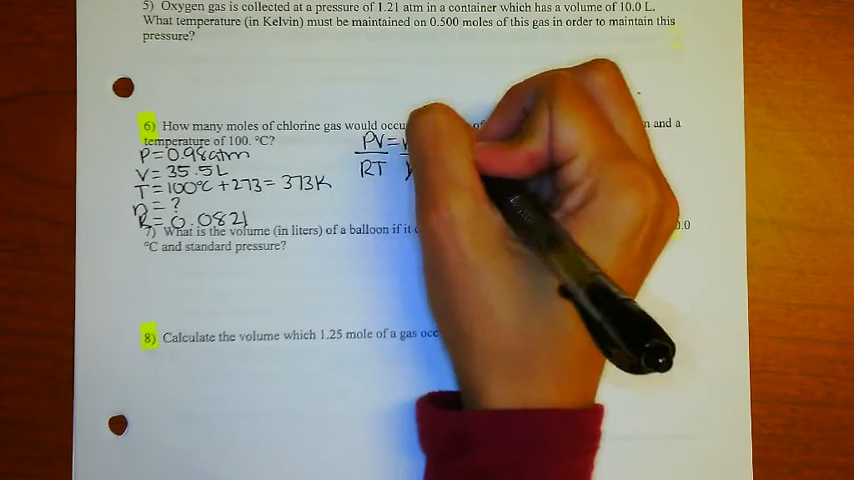 5) Oxygen gas is collected at a pressure of 1.21 atm in a container which has a volume of 10.0 L.
What temperature (in Kelvin) must be maintained on 0.500 moles of this gas in order to maintain this
pressure?
6) How many moles of chlorine gas would occu and a
temperature of 100. °C?
P=0.98atm
V=35.5L
T=100°C+273=373K
n=?
R=0.0821
PV=
RT
7) What is the volume (in liters) of a balloon if it 0.0
°C and standard pressure?
8) Calculate the volume which 1.25 mole of a gas occ